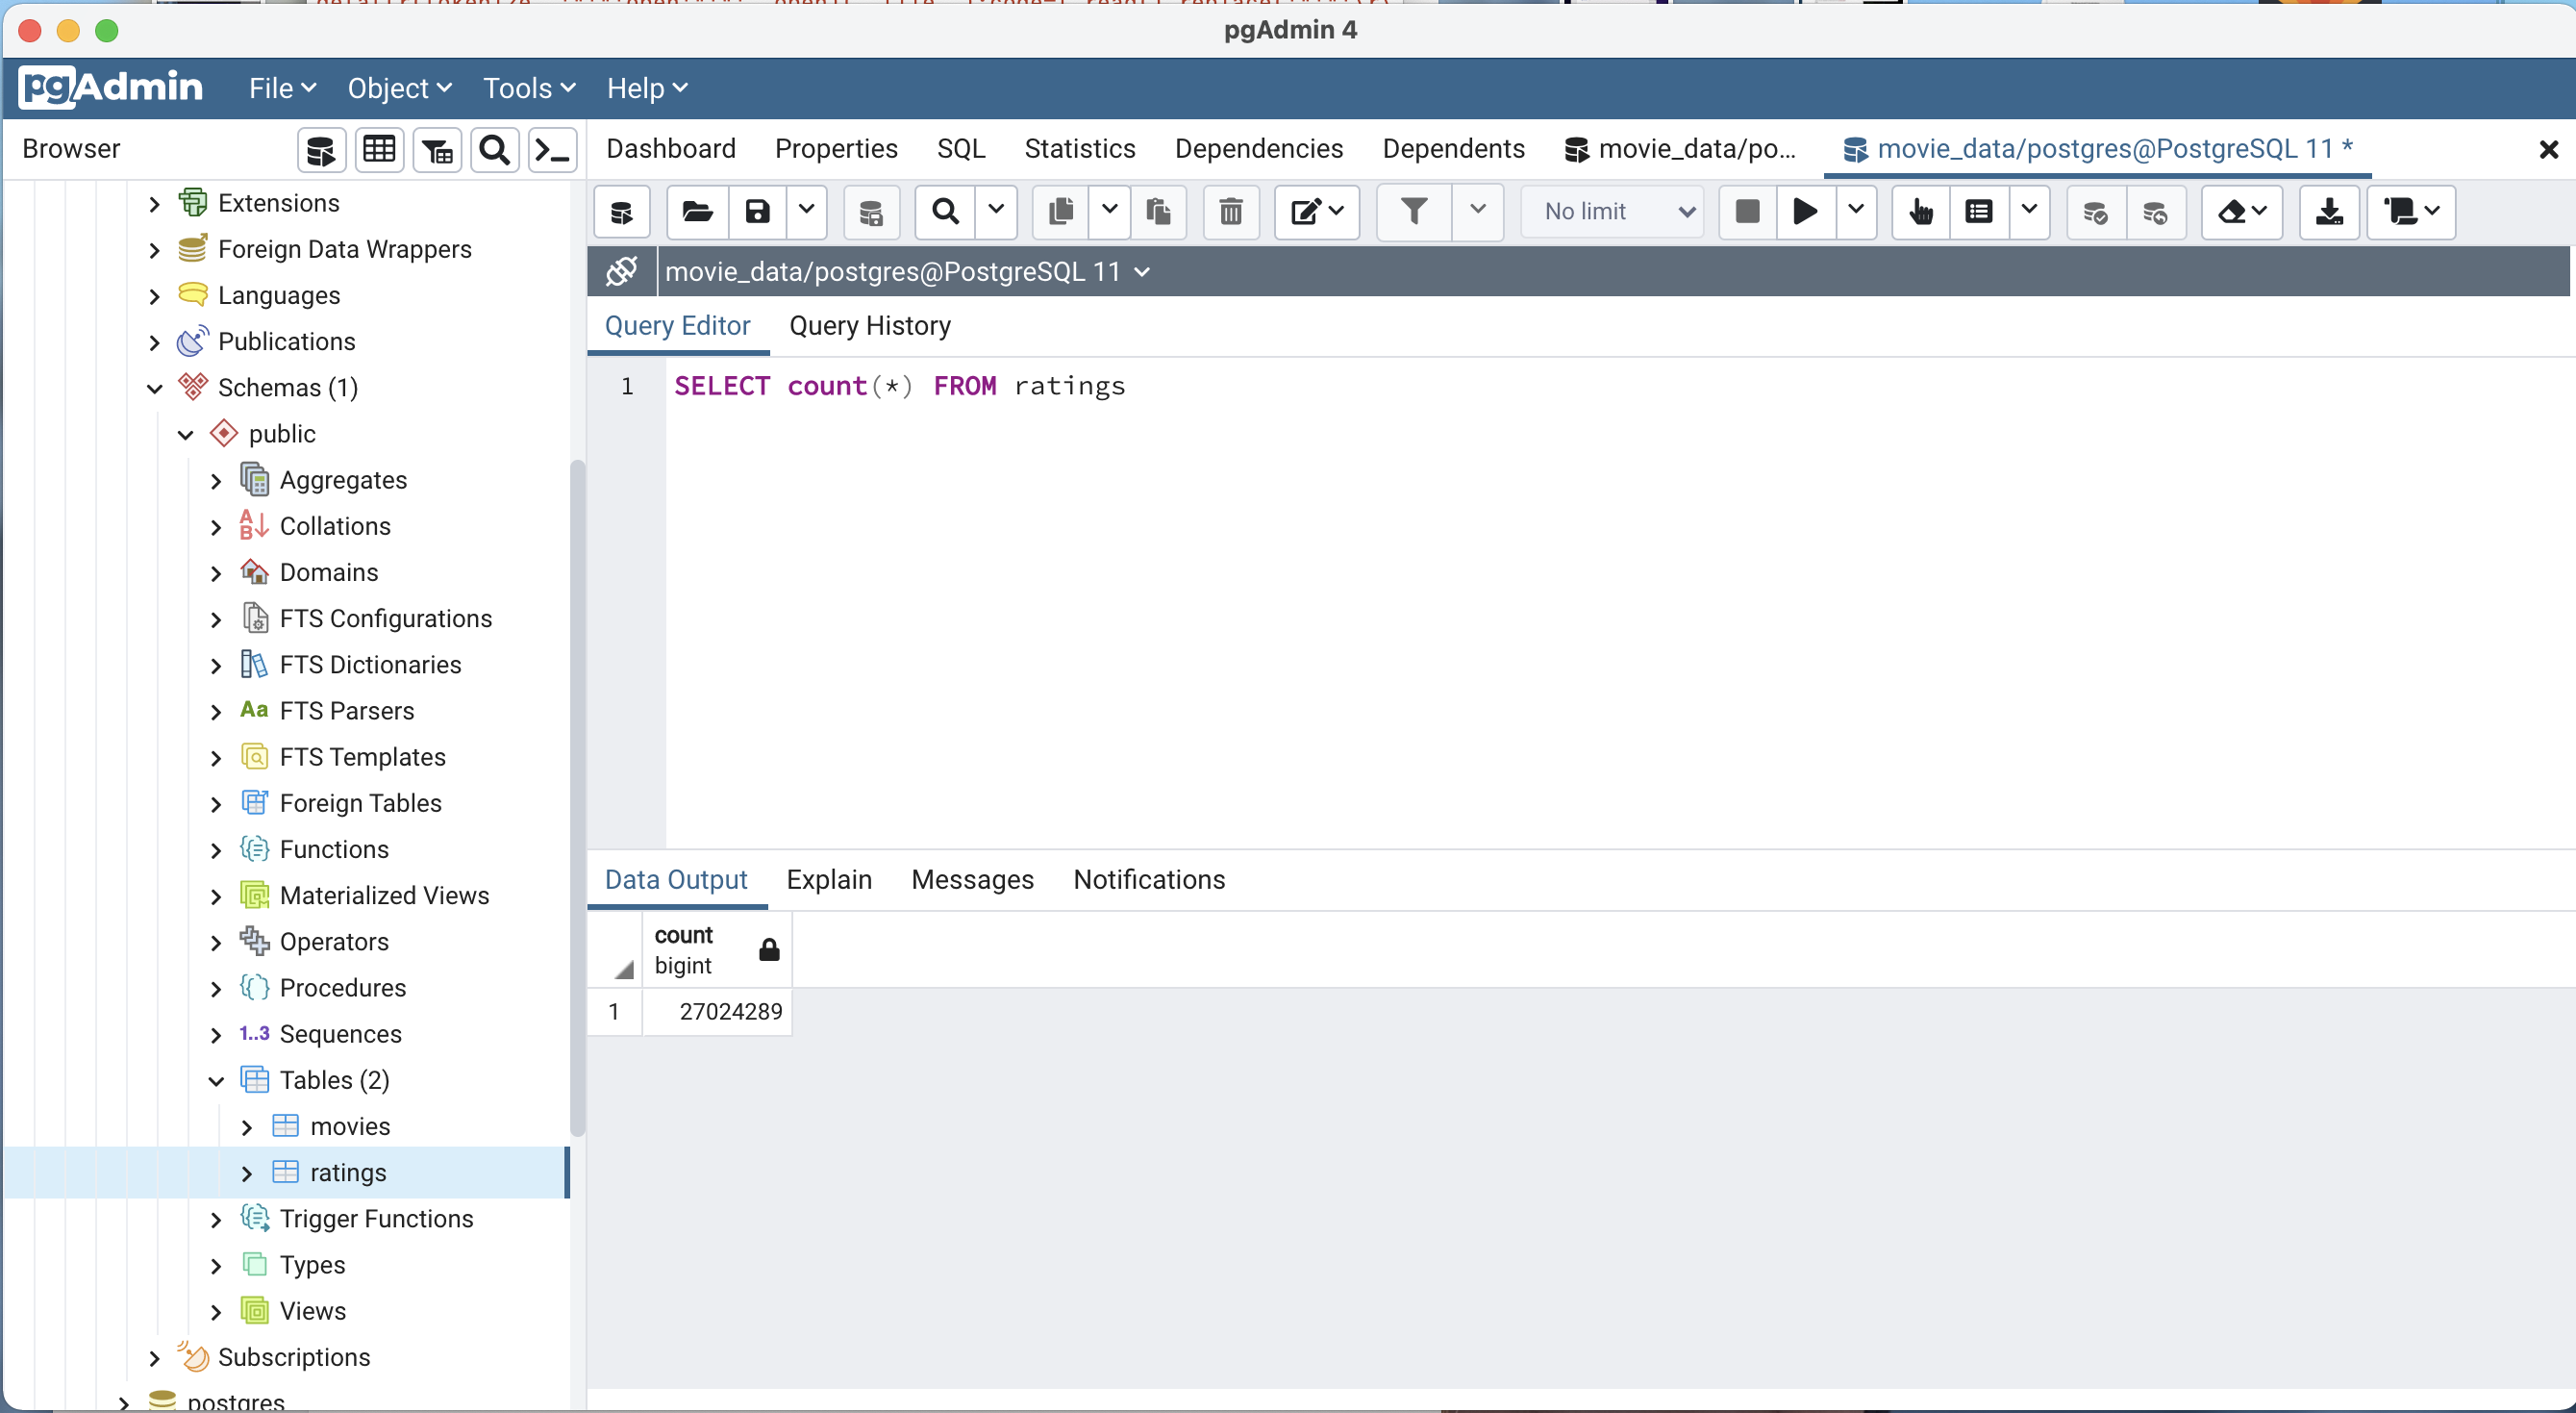 pgAdmin 4
pgAdmin File Object Tools Help
Browser
Dashboard Properties SQL Statistics Dependencies Dependents movie_data/po... movie_data/postgres@PostgreSQL 11 *
No limit
movie_data/postgres@PostgreSQL 11
Query Editor Query History
1 SELECT count(*) FROM ratings
Extensions
Foreign Data Wrappers
Languages
Publications
Schemas (1)
public
Aggregates
Collations
Domains
FTS Configurations
FTS Dictionaries
Aa FTS Parsers
FTS Templates
Foreign Tables
Functions
Materialized Views
Operators
Procedures
1..3 Sequences
Tables (2)
movies
ratings
Trigger Functions
Types
Views
Subscriptions
postgres
Data Output Explain Messages Notifications
count
bigint
1 27024289